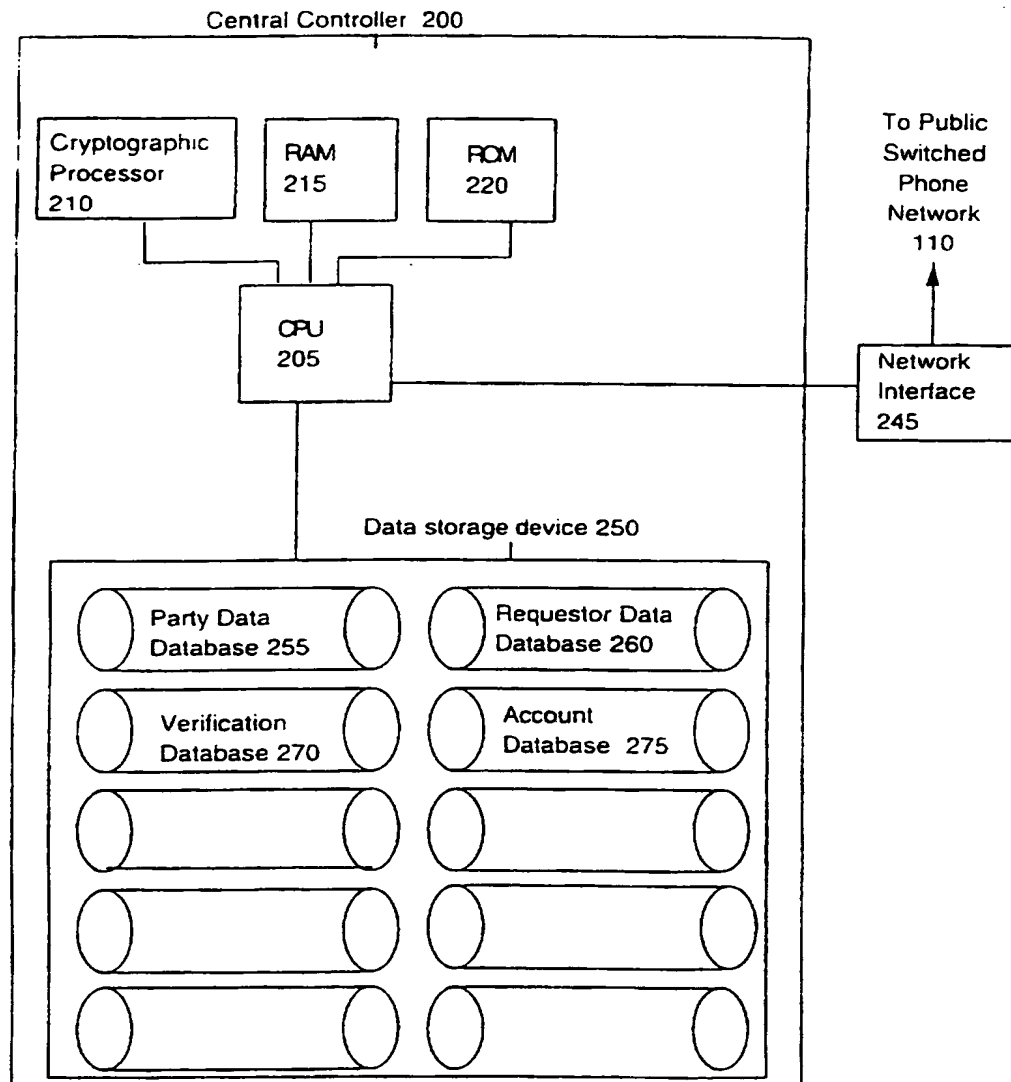 Central Controller 200
Cryptographic
Processor
210
RAM
215
ROM
220
To Public
Switched
Phone
Network
110
CPU
205
Network
Interface
245
Data storage device 250
Party Data
Database 255
Requestor Data
Database 260
Verification
Database 270
Account
Database 275